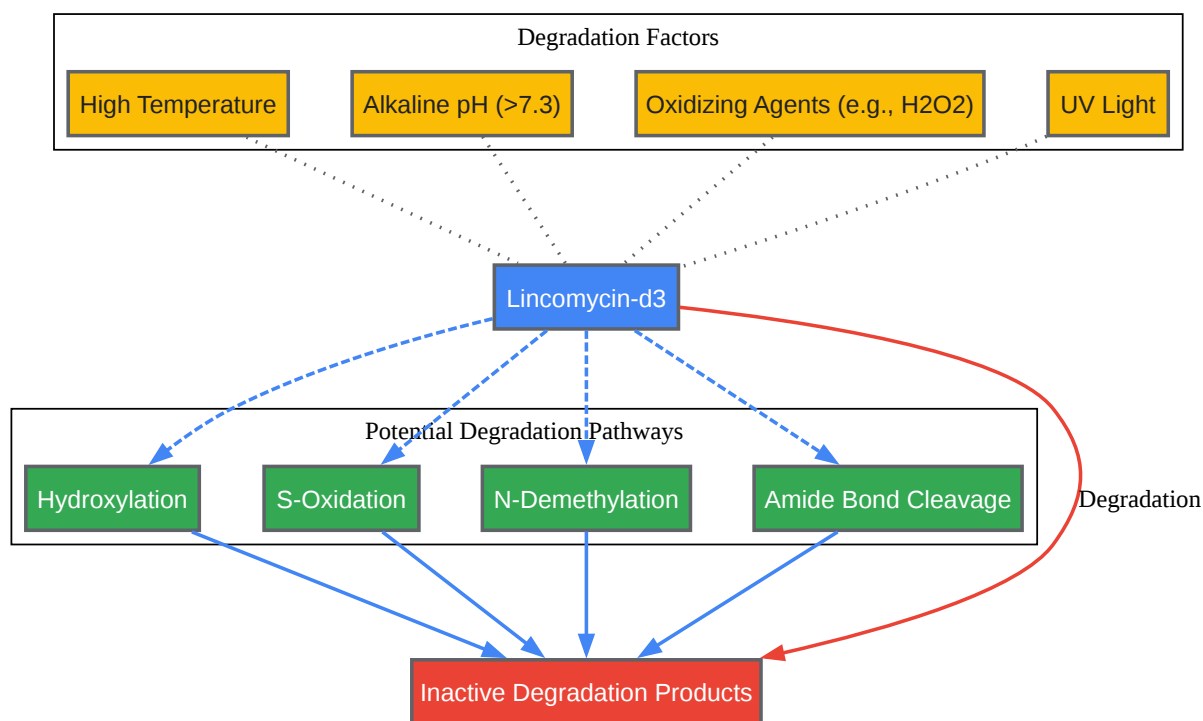 Degradation Factors
High Temperature
Alkaline pH (>7.3)
Oxidizing Agents (e.g., H2O2)
UV Light
Lincomycin-d3
Potential Degradation Pathways
Hydroxylation
S-Oxidation
N-Demethylation
Amide Bond Cleavage
Degradation
Inactive Degradation Products